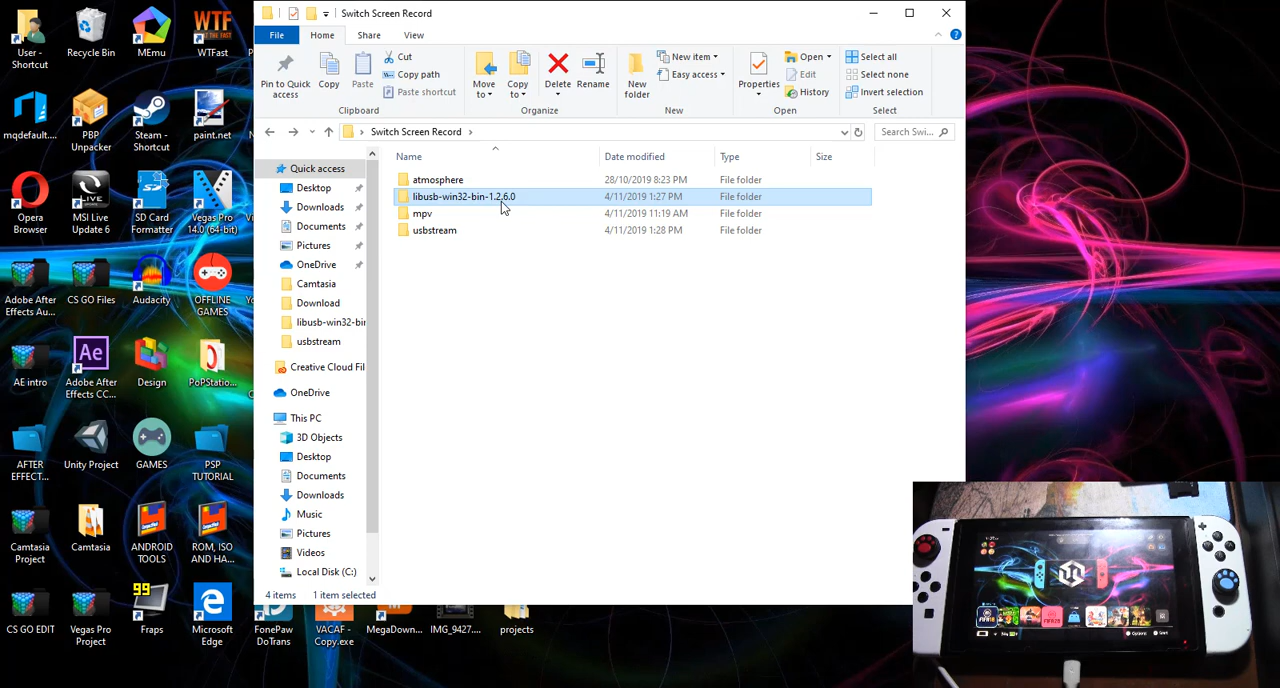 Switch Screen Record
File
Home
Share
View
Pin to Quick access
Copy
Paste
Cut
Copy path
Paste shortcut
Clipboard
Move to
Copy to
Delete
Rename
Organize
New folder
New item
Easy access
New
Properties
Open
Edit
History
Open
Select all
Select none
Invert selection
Select
Switch Screen Record
Search Swi...
Name
Date modified
Type
Size
atmosphere 28/10/2019 8:23 PM File folder
libusb-win32-bin-1.2.6.0 4/11/2019 1:27 PM File folder
mpv 4/11/2019 11:19 AM File folder
usbstream 4/11/2019 1:28 PM File folder
Quick access
Desktop
Downloads
Documents
Pictures
OneDrive
Camtasia
Download
libusb-win32-bin
usbstream
Creative Cloud Fil
OneDrive
This PC
3D Objects
Desktop
Documents
Downloads
Music
Pictures
Videos
Local Disk (C:)
4 items
1 item selected
User - Shortcut
Recycle Bin
MEmu
WTF
WTFast
mqdefault....
PBP Unpacker
Steam - Shortcut
paint.net
Opera Browser
LIVE
MSI Live Update 6
SD
SD Card Formatter
Vegas Pro 14.0 (64-bit)
Adobe After Effects Au...
CS GO Files
Audacity
OFFLINE GAMES
AE intro
Ae
Adobe After Effects CC...
Design
PoPStatio...
AFTER EFFECT...
Unity Project
GAMES
PSP TUTORIAL
Camtasia Project
Camtasia
ANDROID TOOLS
ROM, ISO AND HA...
CS GO EDIT
Vegas Pro Project
99
Fraps
Microsoft Edge
FonePaw DoTrans
VACAF - Copy.exe
MegaDown...
IMG_9427....
projects